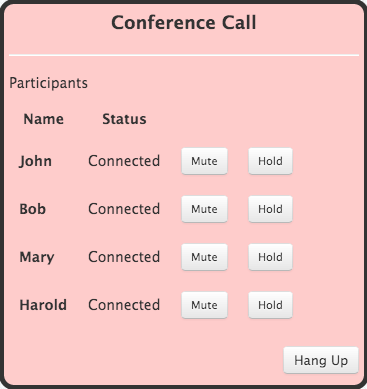 Conference Call
Participants
Name Status
John Connected Mute Hold
Bob Connected Mute Hold
Mary Connected Mute Hold
Harold Connected Mute Hold
Hang Up